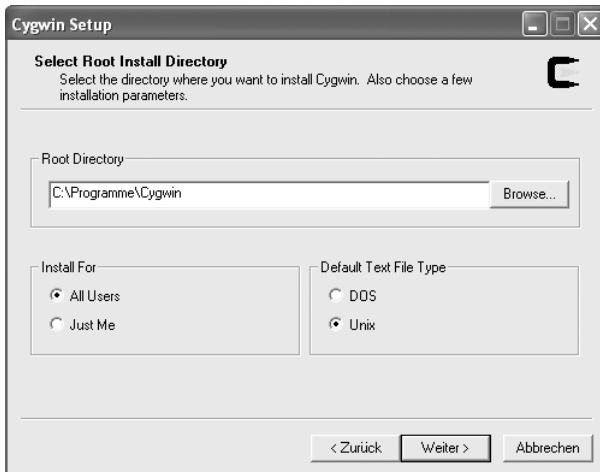 Cygwin Setup
Select Root Install Directory
Select the directory where you want to install Cygwin. Also choose a few
installation parameters.
Root Directory
C:\Programme\Cygwin
Browse...
Install For
All Users
Just Me
Default Text File Type
DOS
Unix
< Zurück
Weiter >
Abbrechen